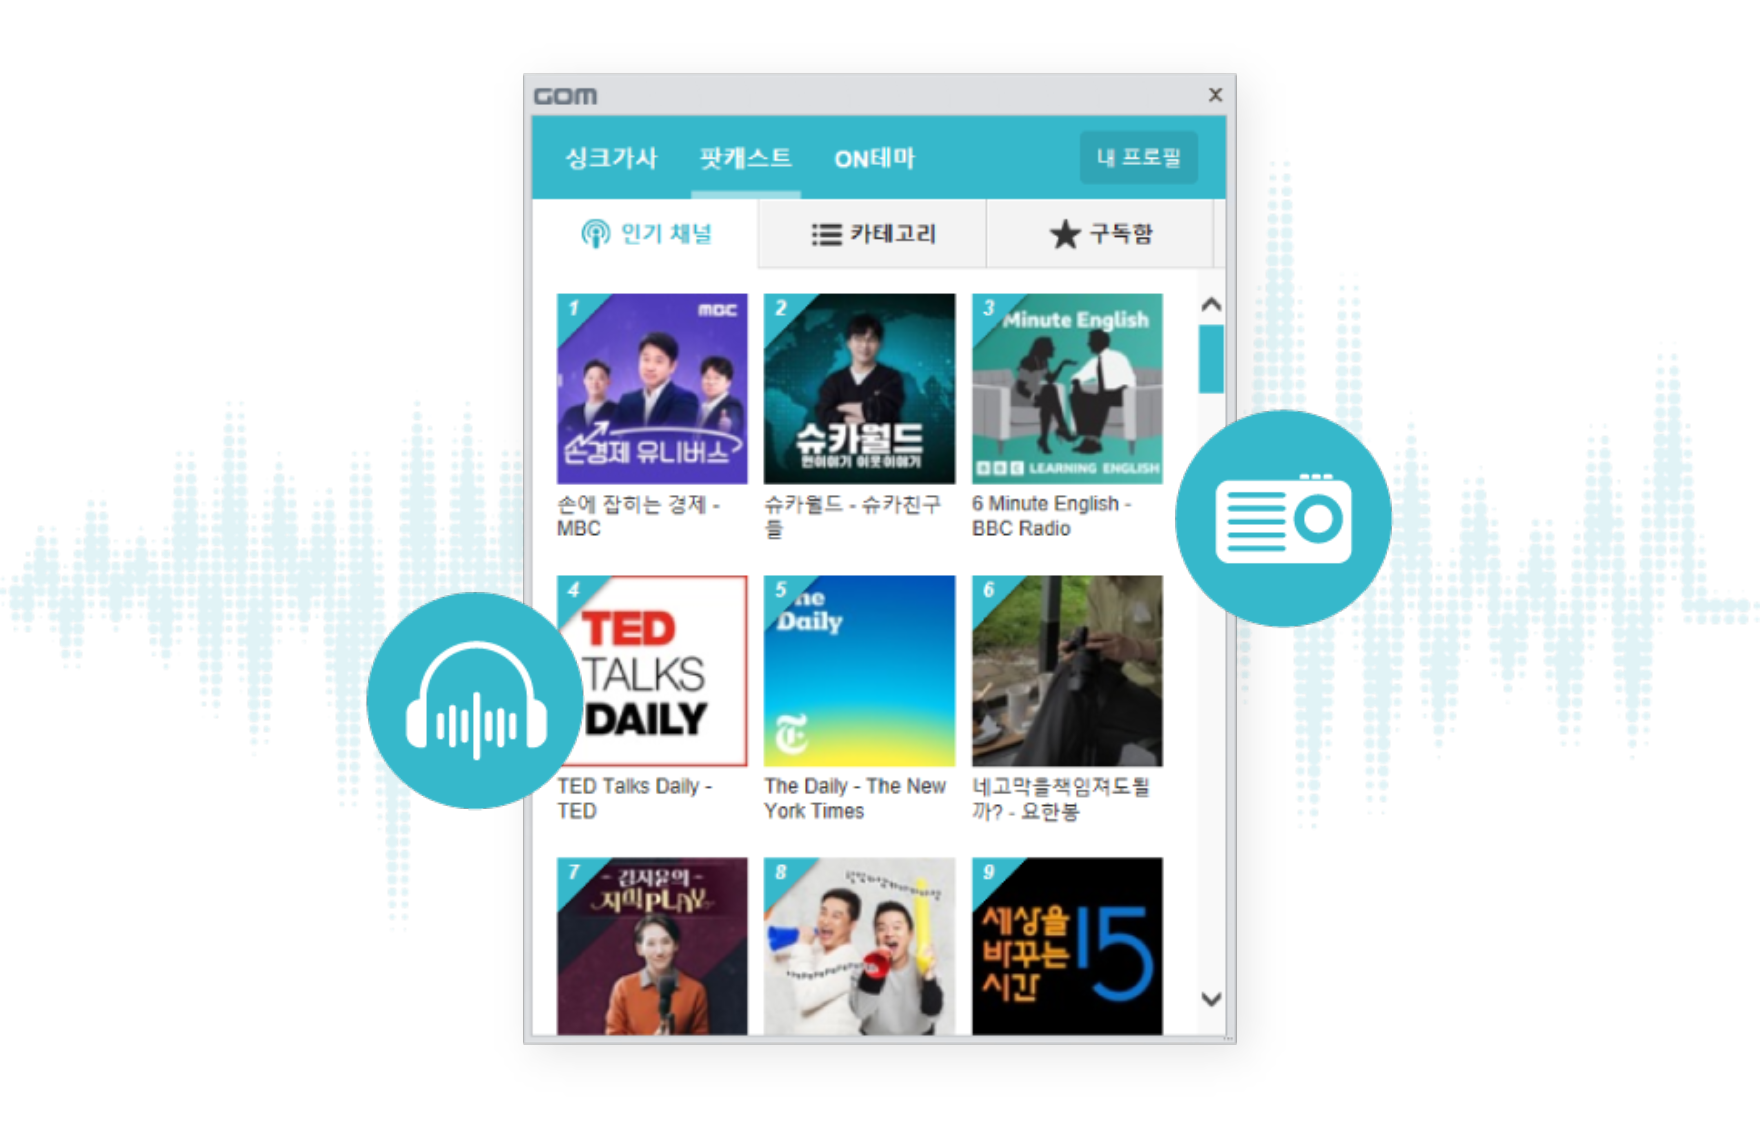 GOM
X
싱크가사 팟캐스트 ON테마 내 프로필
인기 채널 카테고리 구독함
1
MBC
손경제 유니버스
손에 잡히는 경제 -
MBC
2
슈카월드
뻔이야기 이웃이야기
슈카월드 - 슈카친구
들
3
Minute English
BBC LEARNING ENGLISH
6 Minute English -
BBC Radio
4
TED
TALKS
DAILY
TED Talks Daily -
TED
5
The
Daily
The Daily - The New
York Times
6
네고막을책임져도될
까? - 요한봉
7
- 김지윤의 -
지미PLAY
8
9
세상을
바꾸는
시간
15